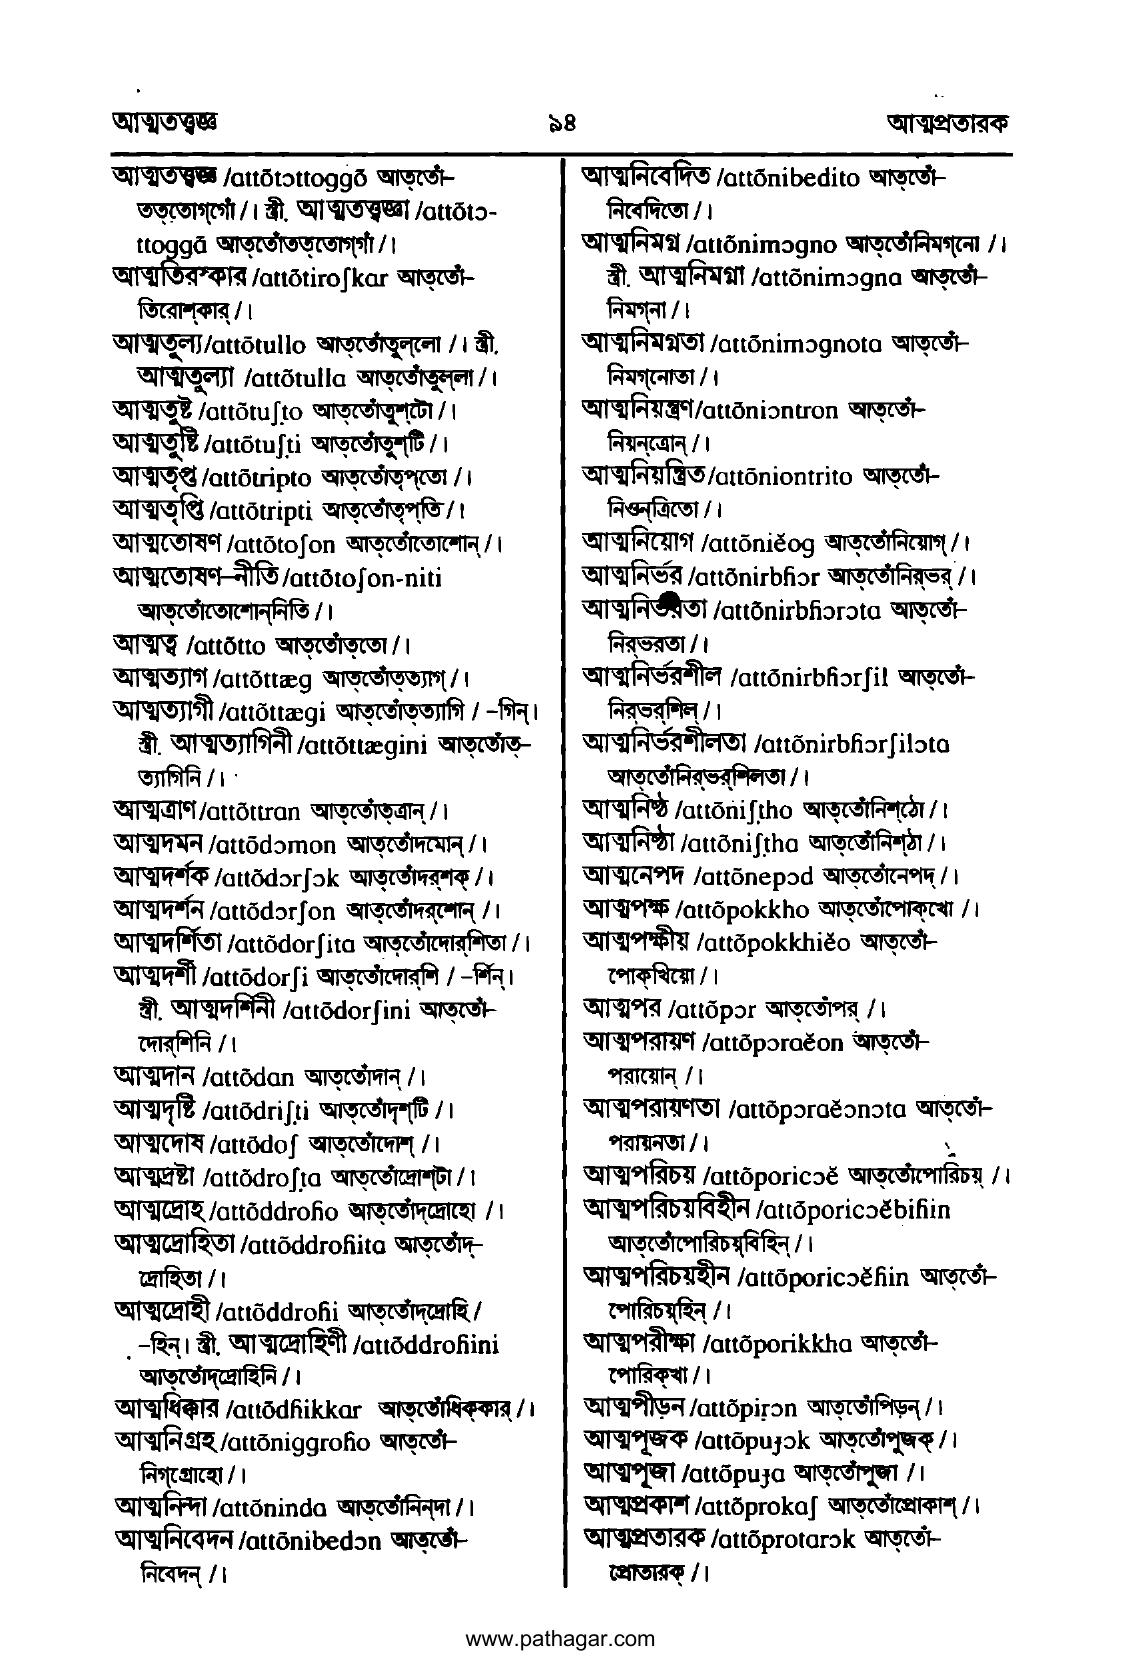 আত্মতত্ত্বজ্ঞ ৯৪ আত্মপ্রতারক
আত্মতত্ত্বজ্ঞ /attõtɔttoggõ আত্‌তোঁ-
তত্‌তোগ্‌গোঁ /। স্ত্রী. আত্মতত্ত্বজ্ঞা /attõtɔ-
ttoggã আত্‌তোঁতত্‌তোগ্‌গাঁ /।
আত্মতিরস্কার /attõtiroʃkar আত্‌তোঁ-
তিরোশ্‌কার্ /।
আত্মতুল্য/attõtullo আত্‌তোঁতুল্‌লো /। স্ত্রী.
আত্মতুল্যা /attõtulla আত্‌তোঁতুল্‌লা /।
আত্মতুষ্ট /attõtuʃṭo আত্‌তোঁতুশ্‌টো /।
আত্মতুষ্টি /attõtuʃṭi আত্‌তোঁতুশ্‌টি /।
আত্মতৃপ্ত /attõtripto আত্‌তোঁতৃপ্‌তো /।
আত্মতৃপ্তি /attõtripti আত্‌তোঁতৃপ্‌তি /।
আত্মতোষণ /attõtoʃon আত্‌তোঁতোশোন্ /।
আত্মতোষণ-নীতি /attõtoʃon-niti
আত্‌তোঁতোশোন্‌নিতি /।
আত্মত্ব /attõtto আত্‌তোঁত্‌তো /।
আত্মত্যাগ /attõttæg আত্‌তোঁত্‌ত্যাগ্ /।
আত্মত্যাগী /attõttægi আত্‌তোঁত্‌ত্যাগি / -গিন্।
স্ত্রী. আত্মত্যাগিনী /attõttægini আত্‌তোঁত্‌-
ত্যাগিনি /।
আত্মত্রাণ /attõttran আত্‌তোঁত্‌ত্রান্ /।
আত্মদমন /attõdɔmon আত্‌তোঁদমোন্ /।
আত্মদর্শক /attõdɔrʃɔk আত্‌তোঁদর্‌শক্ /।
আত্মদর্শন /attõdɔrʃon আত্‌তোঁদর্‌শোন্ /।
আত্মদর্শিতা /attõdorʃita আত্‌তোঁদোর্‌শিতা /।
আত্মদর্শী /attõdorʃi আত্‌তোঁদোর্‌শি / -র্শিন্।
স্ত্রী. আত্মদর্শিনী /attõdorʃini আত্‌তোঁ-
দোর্‌শিনি /।
আত্মদান /attõdan আত্‌তোঁদান্ /।
আত্মদৃষ্টি /attõdriʃṭi আত্‌তোঁদৃশ্‌টি /।
আত্মদোষ /attõdoʃ আত্‌তোঁদোশ্ /।
আত্মদ্রষ্টা /attõdroʃṭa আত্‌তোঁদ্রোশ্‌টা /।
আত্মদ্রোহ /attõddroɦo আত্‌তোঁদ্‌দ্রোহো /।
আত্মদ্রোহিতা /attõddroɦita আত্‌তোঁদ্‌-
দ্রোহিতা /।
আত্মদ্রোহী /attõddroɦi আত্‌তোঁদ্‌দ্রোহি /
-হিন্। স্ত্রী. আত্মদ্রোহিণী /attõddroɦini
আত্‌তোঁদ্‌দ্রোহিনি /।
আত্মধিক্কার /attõdɦikkar আত্‌তোঁধিক্‌কার্ /।
আত্মনিগ্রহ /attõniggroɦo আত্‌তোঁ-
নিগ্‌গ্রোহো /।
আত্মনিন্দা /attõninda আত্‌তোঁনিন্‌দা /।
আত্মনিবেদন /attõnibedɔn আত্‌তোঁ-
নিবেদন্ /।
আত্মনিবেদিত /attõnibedito আত্‌তোঁ-
নিবেদিতো /।
আত্মনিমগ্ন /attõnimɔgno আত্‌তোঁনিমগ্‌নো /।
স্ত্রী. আত্মনিমগ্না /attõnimɔgna আত্‌তোঁ-
নিমগ্‌না /।
আত্মনিমগ্নতা /attõnimɔgnota আত্‌তোঁ-
নিমগ্‌নোতা /।
আত্মনিয়ন্ত্রণ/attõniɔntron আত্‌তোঁ-
নিয়ন্‌ত্রোন্ /।
আত্মনিয়ন্ত্রিত/attõniontrito আত্‌তোঁ-
নিওন্‌ত্রিতো /।
আত্মনিয়োগ /attõniĕog আত্‌তোঁনিয়োগ্ /।
আত্মনির্ভর /attõnirbɦɔr আত্‌তোঁনির্‌ভর্ /।
আত্মনির্ভরতা /attõnirbɦɔrɔta আত্‌তোঁ-
নির্‌ভরতা /।
আত্মনির্ভরশীল /attõnirbɦɔrʃil আত্‌তোঁ-
নির্‌ভর্‌শিল্ /।
আত্মনির্ভরশীলতা /attõnirbɦɔrʃilɔta
আত্‌তোঁনির্‌ভর্‌শিলতা /।
আত্মনিষ্ঠ /attõniʃṭho আত্‌তোঁনিশ্‌ঠো /।
আত্মনিষ্ঠা /attõniʃṭha আত্‌তোঁনিশ্‌ঠা /।
আত্মনেপদ /attõnepɔd আত্‌তোঁনেপদ্ /।
আত্মপক্ষ /attõpokkho আত্‌তোঁপোক্‌খো /।
আত্মপক্ষীয় /attõpokkhiĕo আত্‌তোঁ-
পোক্‌খিয়ো /।
আত্মপর /attõpɔr আত্‌তোঁপর্ /।
আত্মপরায়ণ /attõpɔraĕon আত্‌তোঁ-
পরায়োন্ /।
আত্মপরায়ণতা /attõpɔraĕɔnɔta আত্‌তোঁ-
পরায়নতা /।
আত্মপরিচয় /attõporicɔĕ আত্‌তোঁপোরিচয়্ /।
আত্মপরিচয়বিহীন /attõporicɔĕbiɦin
আত্‌তোঁপোরিচয়্‌বিহিন্ /।
আত্মপরিচয়হীন /attõporicɔĕɦin আত্‌তোঁ-
পোরিচয়্‌হিন্ /।
আত্মপরীক্ষা /attõporikkha আত্‌তোঁ-
পোরিক্‌খা /।
আত্মপীড়ন /attõpiṛɔn আত্‌তোঁপিড়ন্ /।
আত্মপূজক /attõpuɟɔk আত্‌তোঁপুজক্ /।
আত্মপূজা /attõpuɟa আত্‌তোঁপুজা /।
আত্মপ্রকাশ /attõprokaʃ আত্‌তোঁপ্রোকাশ্ /।
আত্মপ্রতারক /attõprotarɔk আত্‌তোঁ-
প্রোতারক্ /।
www.pathagar.com